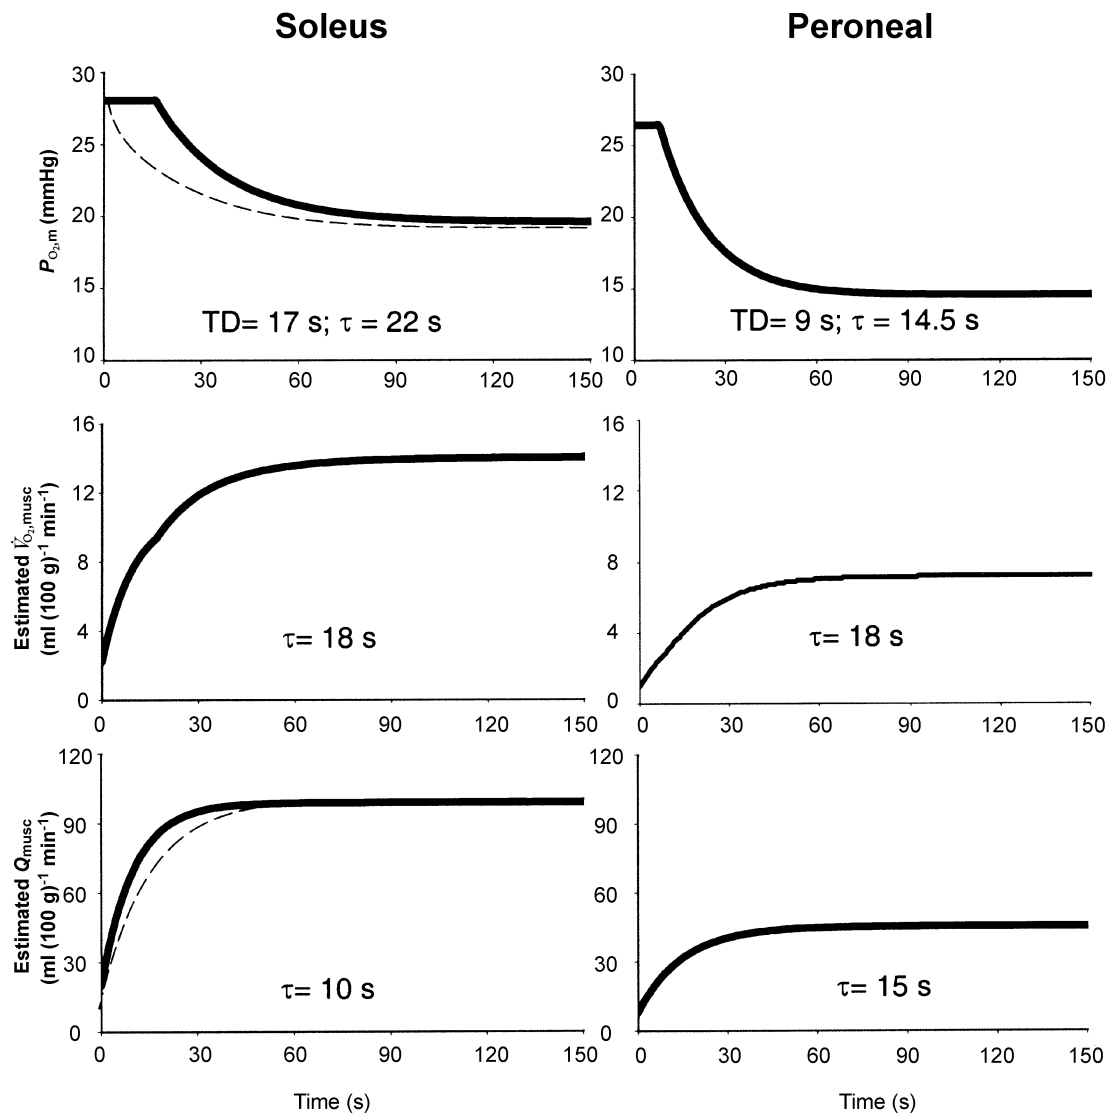 Soleus
Peroneal
30
25
20
15
10
P O₂,m (mmHg)
TD= 17 s; τ = 22 s
0 30 60 90 120 150
30
25
20
15
10
TD= 9 s; τ = 14.5 s
0 30 60 90 120 150
16
12
8
4
0
Estimated V̇O₂,musc
(ml (100 g)⁻¹ min⁻¹)
τ= 18 s
0 30 60 90 120 150
16
12
8
4
0
τ= 18 s
0 30 60 90 120 150
120
90
60
30
0
Estimated Qmusc
(ml (100 g)⁻¹ min⁻¹)
τ= 10 s
0 30 60 90 120 150
Time (s)
120
90
60
30
0
τ= 15 s
0 30 60 90 120 150
Time (s)